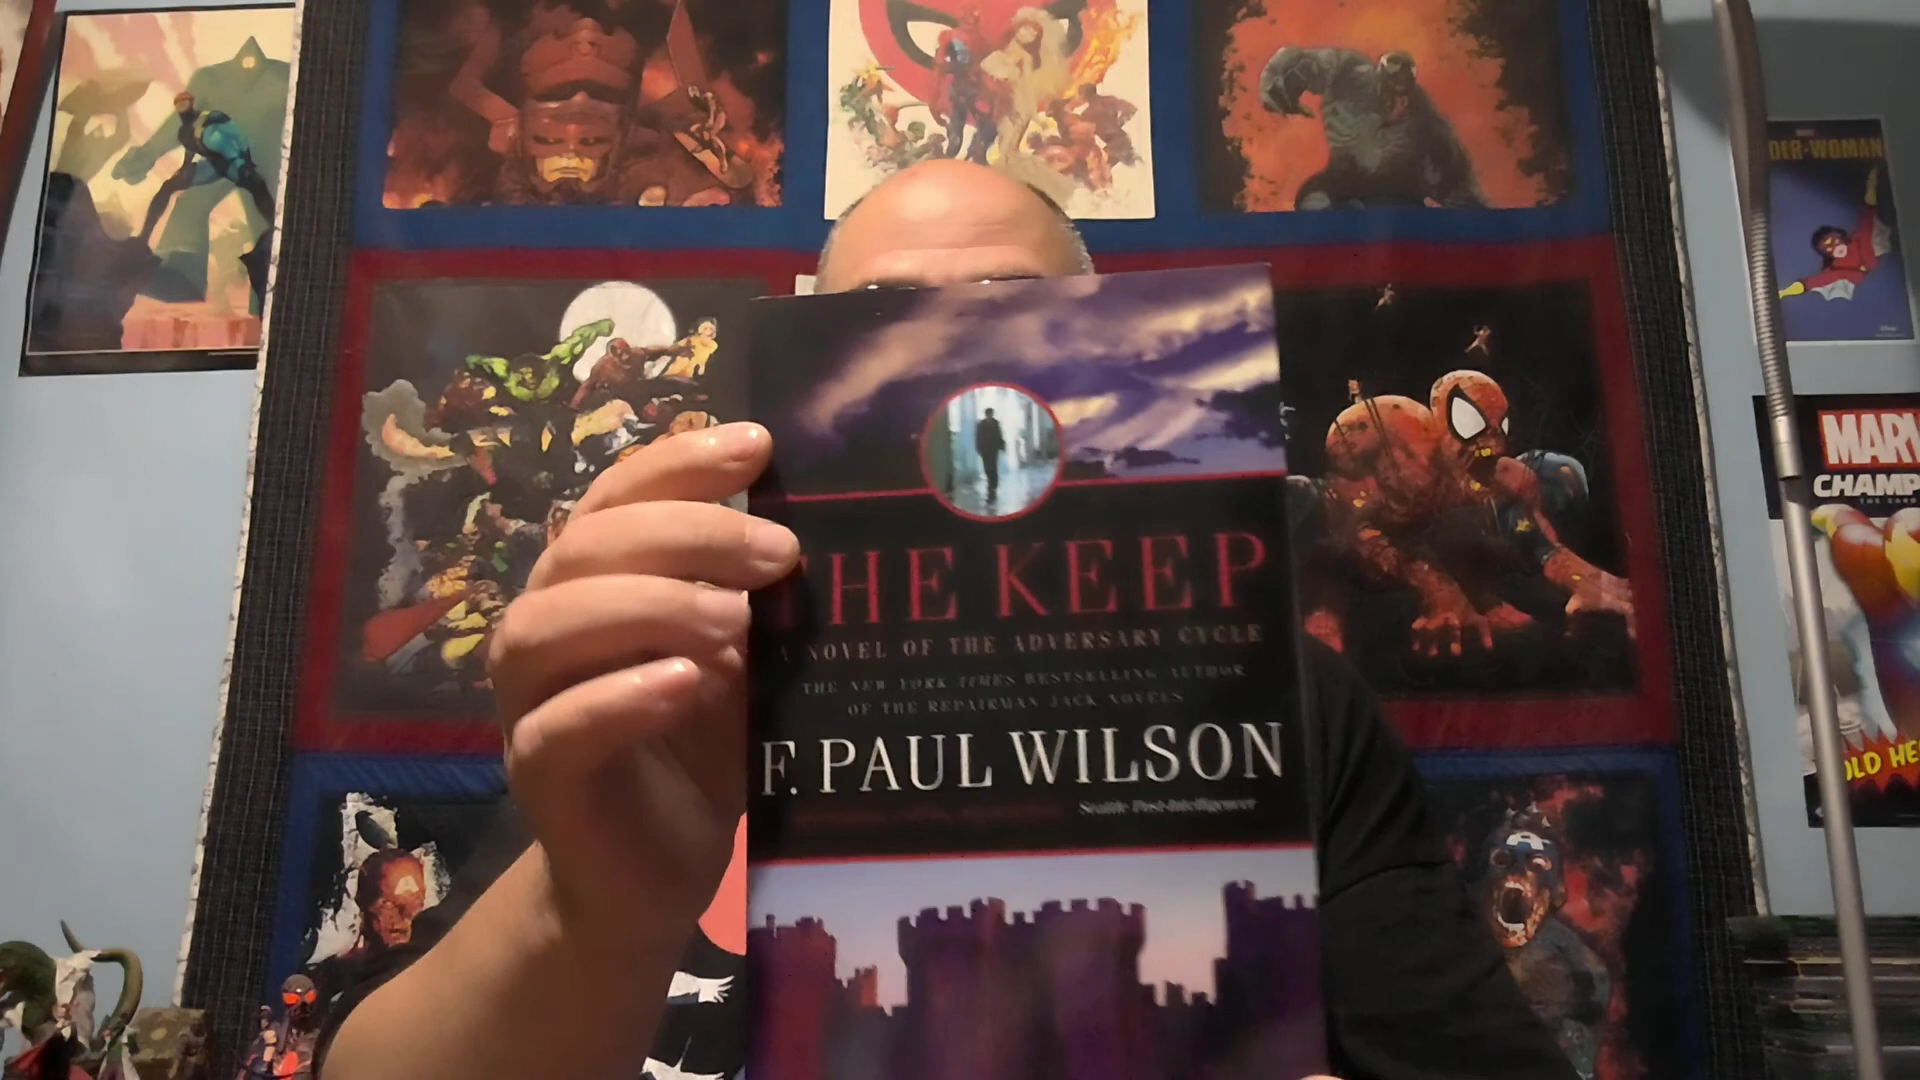 THE KEEP
A NOVEL OF THE ADVERSARY CYCLE
THE NEW YORK TIMES BESTSELLING AUTHOR
OF THE REPAIRMAN JACK NOVELS
F. PAUL WILSON
Seattle Post-Intelligencer
DER-WOMAN
MARV
CHAMP
OLD HE